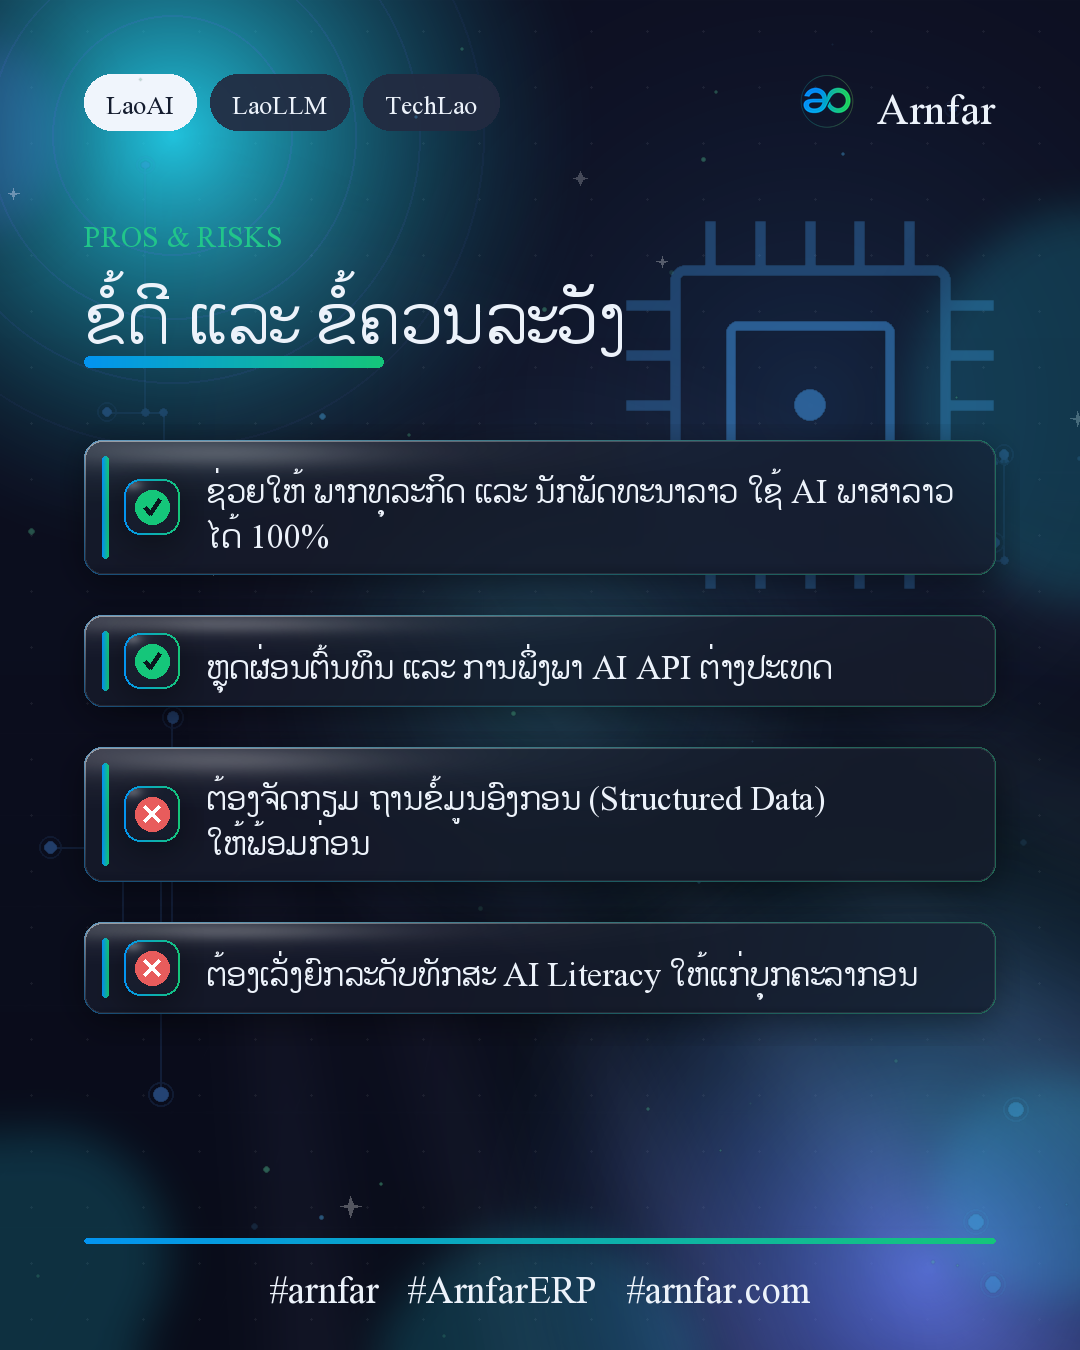 LaoAI LaoLLM TechLao
Arnfar
PROS & RISKS
ຂໍ້ດີ ແລະ ຂໍ້ຄວນລະວັງ
ຊ່ວຍໃຫ້ ພາກທຸລະກິດ ແລະ ນັກພັດທະນາລາວ ໃຊ້ AI ພາສາລາວ
ໄດ້ 100%
ຫຼຸດຜ່ອນຕົ້ນທຶນ ແລະ ການພຶ່ງພາ AI API ຕ່າງປະເທດ
ຕ້ອງຈັດກຽມ ຖານຂໍ້ມູນອົງກອນ (Structured Data)
ໃຫ້ພ້ອມກ່ອນ
ຕ້ອງເລັ່ງຍົກລະດັບທັກສະ AI Literacy ໃຫ້ແກ່ບຸກຄະລາກອນ
#arnfar #ArnfarERP #arnfar.com